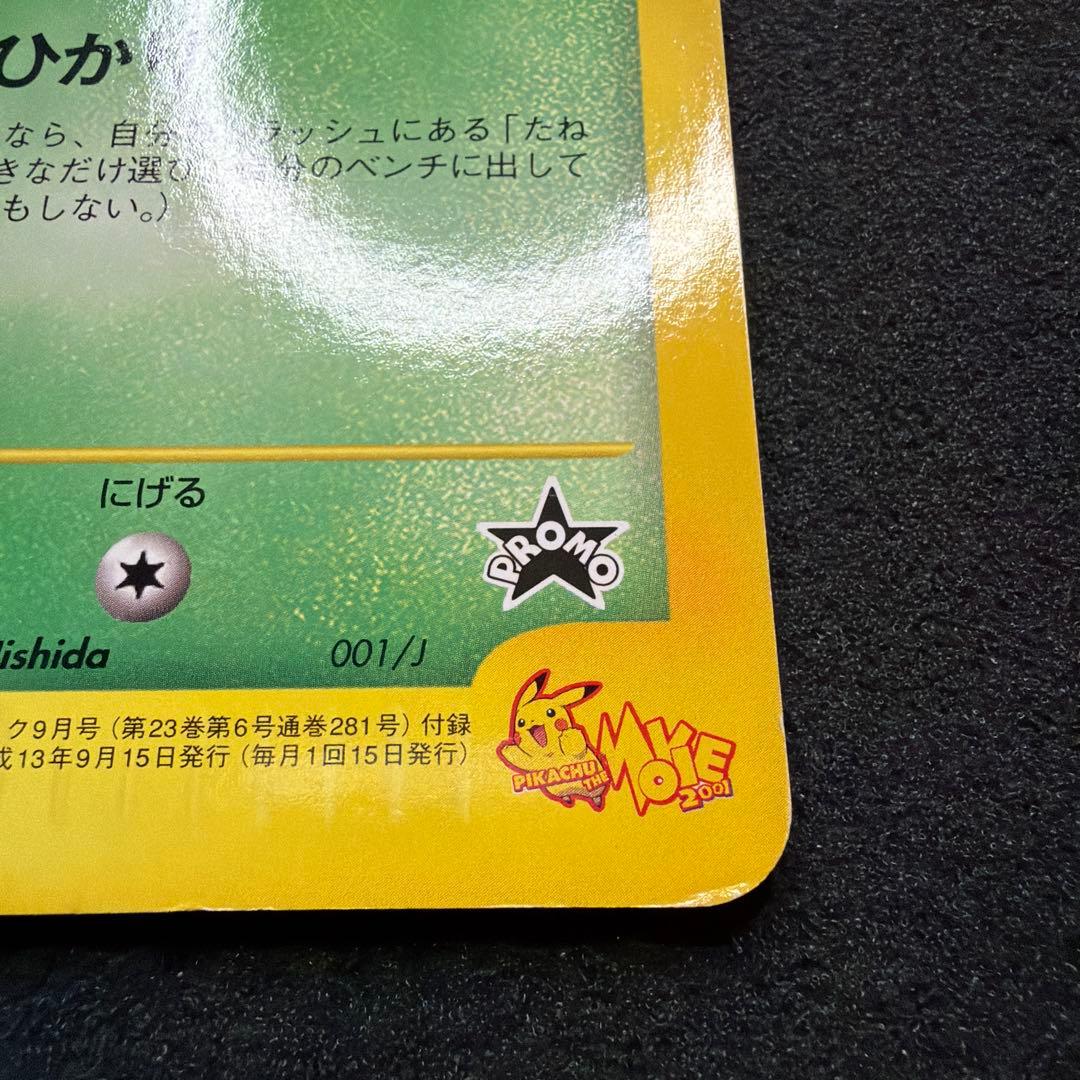 ひか
なら、自分 ラッシュにある「たね
きなだけ選び 分のベンチに出して
もしない。）
にげる
PROMO
ishida
001/J
ク9月号（第23巻第6号通巻281号）付録
成13年9月15日発行（毎月1回15日発行）
PIKACHU THE MOVIE 2001